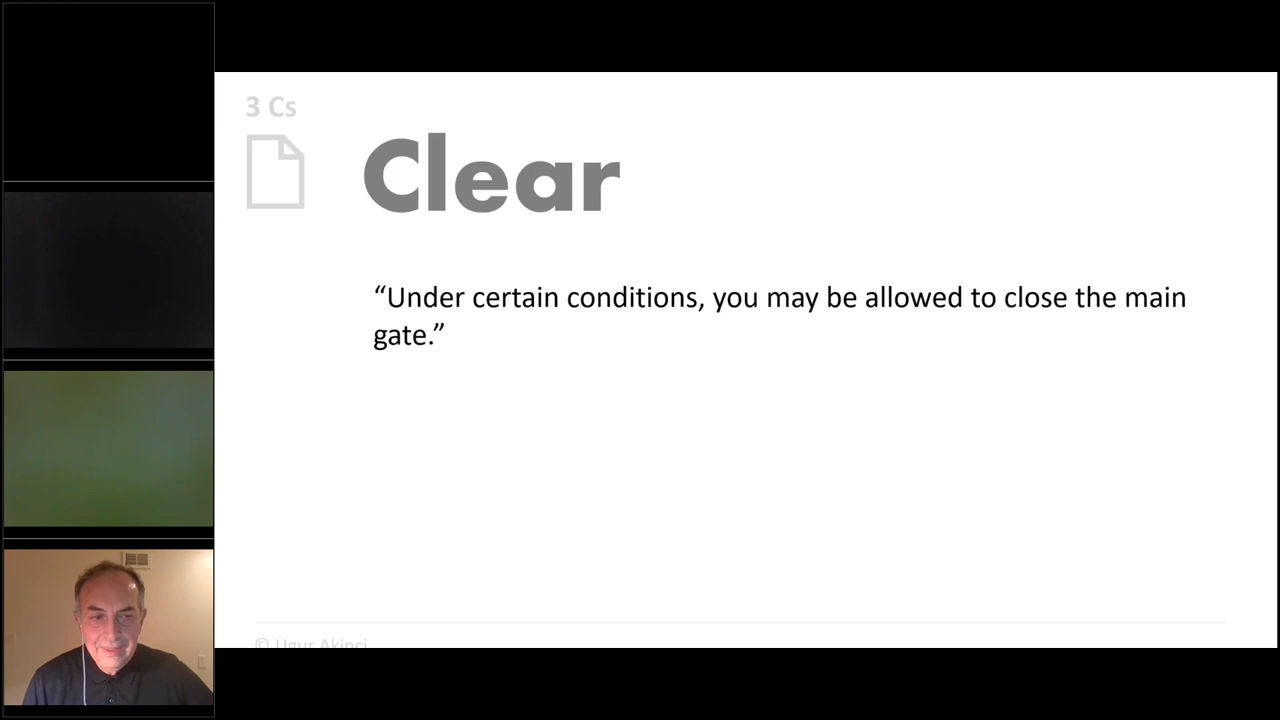 3 Cs
Clear
“Under certain conditions, you may be allowed to close the main
gate.”
© Ugur Akinci